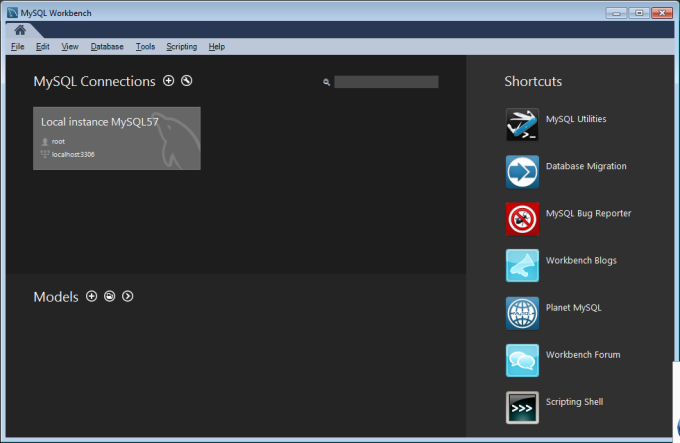 MySQL Workbench
File Edit View Database Tools Scripting Help
MySQL Connections
Local instance MySQL57
root
localhost:3306
Models
Shortcuts
MySQL Utilities
Database Migration
MySQL Bug Reporter
Workbench Blogs
Planet MySQL
Workbench Forum
Scripting Shell
>>>